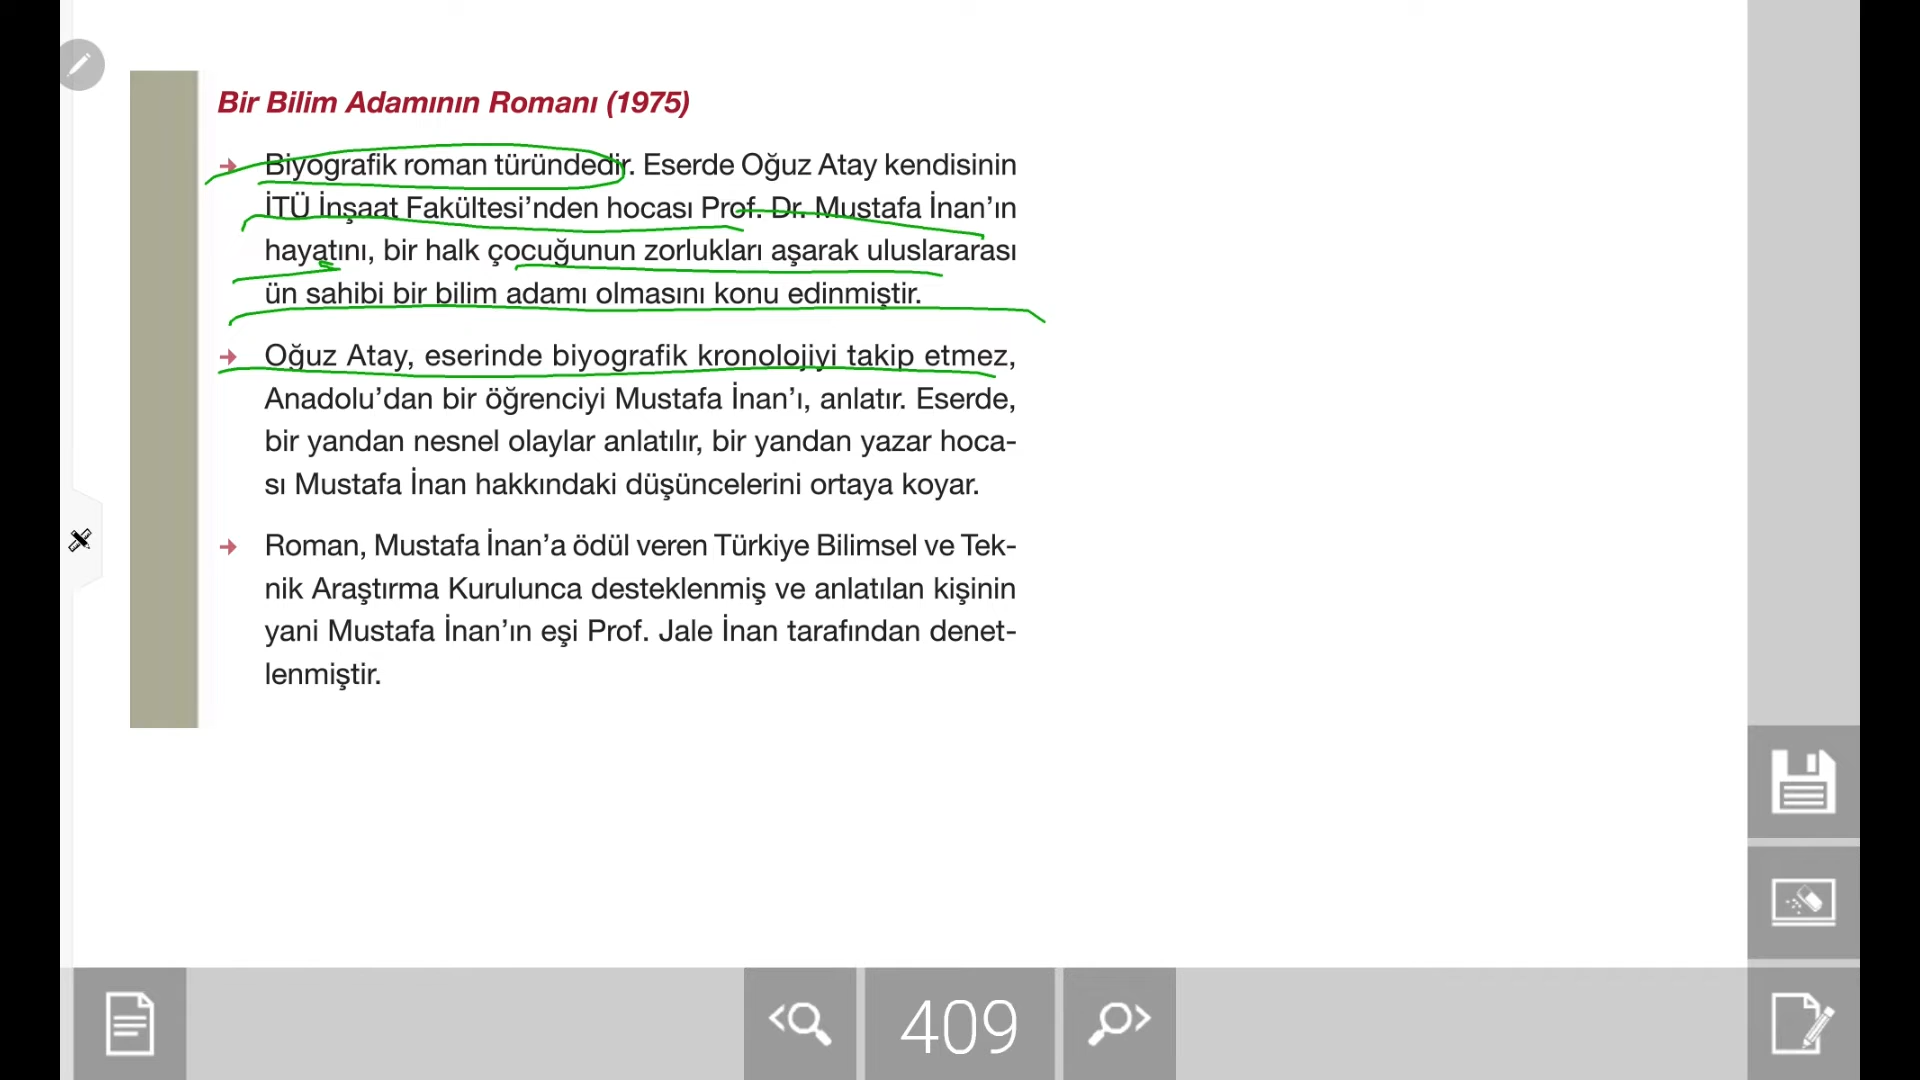 Bir Bilim Adamının Romanı (1975)
→ Biyografik roman türündedir. Eserde Oğuz Atay kendisinin
İTÜ İnşaat Fakültesi’nden hocası Prof. Dr. Mustafa İnan’ın
hayatını, bir halk çocuğunun zorlukları aşarak uluslararası
ün sahibi bir bilim adamı olmasını konu edinmiştir.
→ Oğuz Atay, eserinde biyografik kronolojiyi takip etmez,
Anadolu’dan bir öğrenciyi Mustafa İnan’ı, anlatır. Eserde,
bir yandan nesnel olaylar anlatılır, bir yandan yazar hoca-
sı Mustafa İnan hakkındaki düşüncelerini ortaya koyar.
→ Roman, Mustafa İnan’a ödül veren Türkiye Bilimsel ve Tek-
nik Araştırma Kurulunca desteklenmiş ve anlatılan kişinin
yani Mustafa İnan’ın eşi Prof. Jale İnan tarafından denet-
lenmiştir.
409